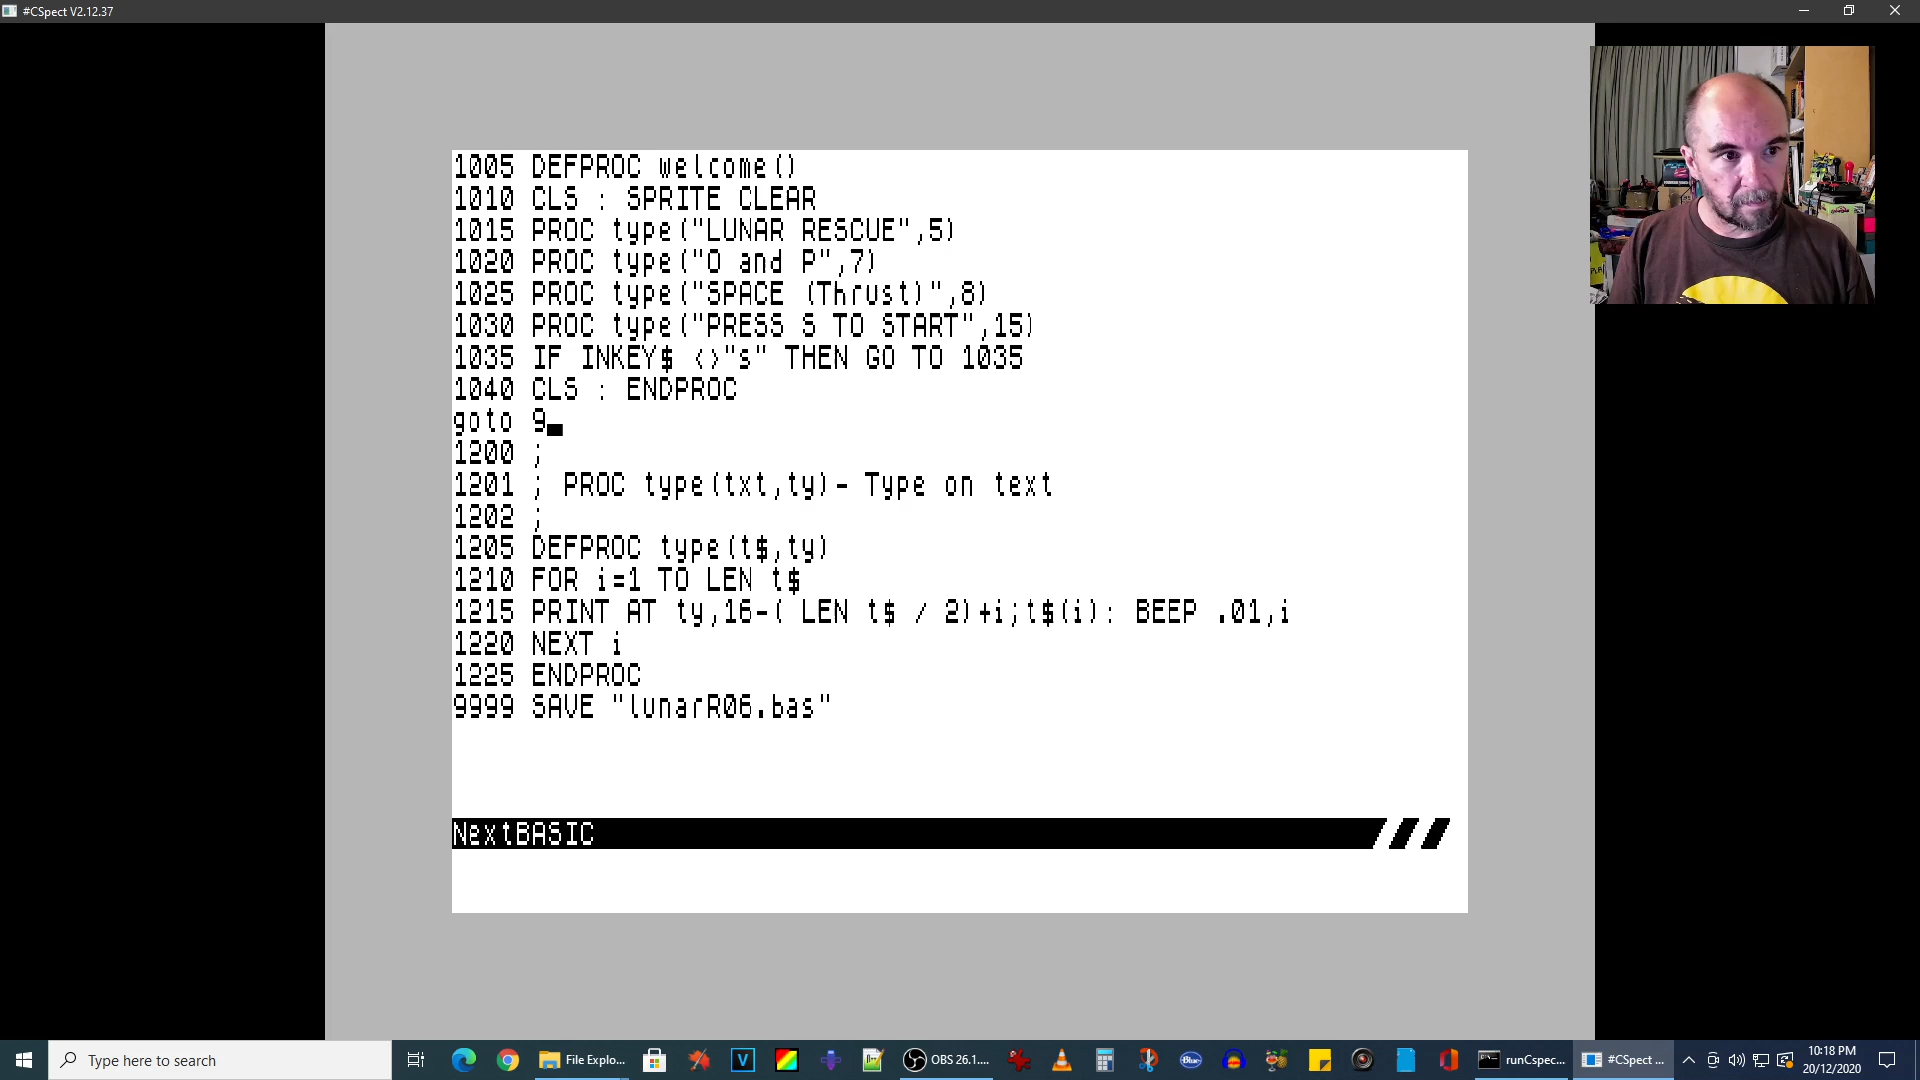 #CSpect V2.12.37
1005 DEFPROC welcome()
1010 CLS : SPRITE CLEAR
1015 PROC type("LUNAR RESCUE",5)
1020 PROC type("O and P",7)
1025 PROC type("SPACE (Thrust)",8)
1030 PROC type("PRESS S TO START",15)
1035 IF INKEY$ <>"s" THEN GO TO 1035
1040 CLS : ENDPROC
goto 9
1200 ;
1201 ; PROC type(txt,ty)- Type on text
1202 ;
1205 DEFPROC type(t$,ty)
1210 FOR i=1 TO LEN t$
1215 PRINT AT ty,16-( LEN t$ / 2)+i;t$(i): BEEP .01,i
1220 NEXT i
1225 ENDPROC
9999 SAVE "lunarR06.bas"
NextBASIC
Type here to search
File Explo...
V
Blue
OBS 26.1....
runCspec...
#CSpect ...
10:18 PM
20/12/2020